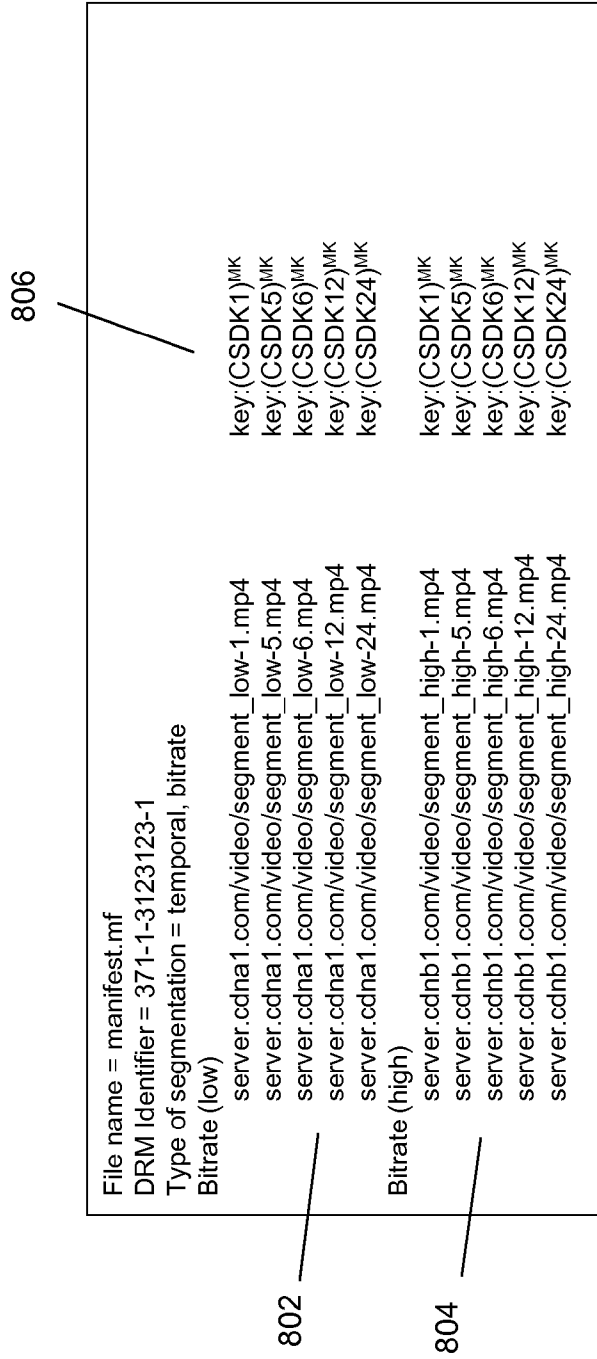 806
File name = manifest.mf
DRM Identifier = 371-1-3123123-1
Type of segmentation = temporal, bitrate
Bitrate (low)
server.cdna1.com/video/segment_low-1.mp4 key:(CSDK1)MK
server.cdna1.com/video/segment_low-5.mp4 key:(CSDK5)MK
server.cdna1.com/video/segment_low-6.mp4 key:(CSDK6)MK
server.cdna1.com/video/segment_low-12.mp4 key:(CSDK12)MK
server.cdna1.com/video/segment_low-24.mp4 key:(CSDK24)MK
802
Bitrate (high)
server.cdnb1.com/video/segment_high-1.mp4 key:(CSDK1)MK
server.cdnb1.com/video/segment_high-5.mp4 key:(CSDK5)MK
server.cdnb1.com/video/segment_high-6.mp4 key:(CSDK6)MK
server.cdnb1.com/video/segment_high-12.mp4 key:(CSDK12)MK
server.cdnb1.com/video/segment_high-24.mp4 key:(CSDK24)MK
804